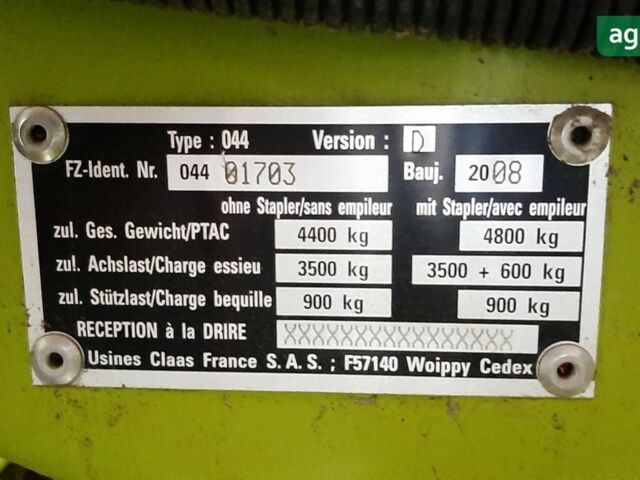 ag
Type : 044 Version : D
FZ-Ident. Nr. 044 01703 Bauj. 2008
ohne Stapler/sans empileur mit Stapler/avec empileur
zul. Ges. Gewicht/PTAC 4400 kg 4800 kg
zul. Achslast/Charge essieu 3500 kg 3500 + 600 kg
zul. Stützlast/Charge bequille 900 kg 900 kg
RECEPTION à la DRIRE XXXXXXXXXXXXXXXX
Usines Claas France S.A.S. ; F57140 Woippy Cedex